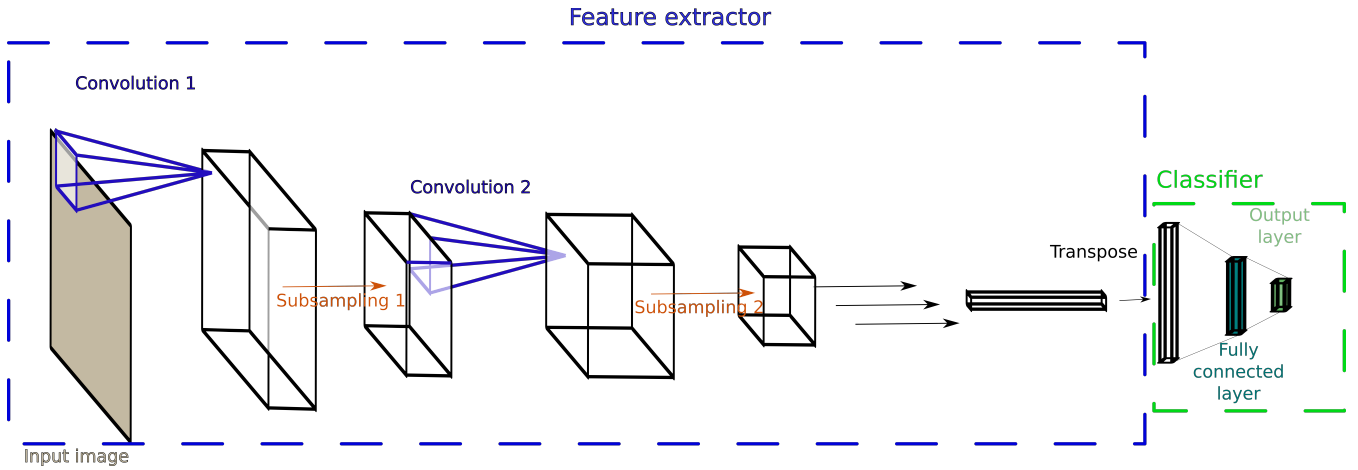 Feature extractor
Convolution 1
Convolution 2
Classifier
Output
layer
Transpose
Subsampling 1
Subsampling 2
Fully
connected
layer
Input image